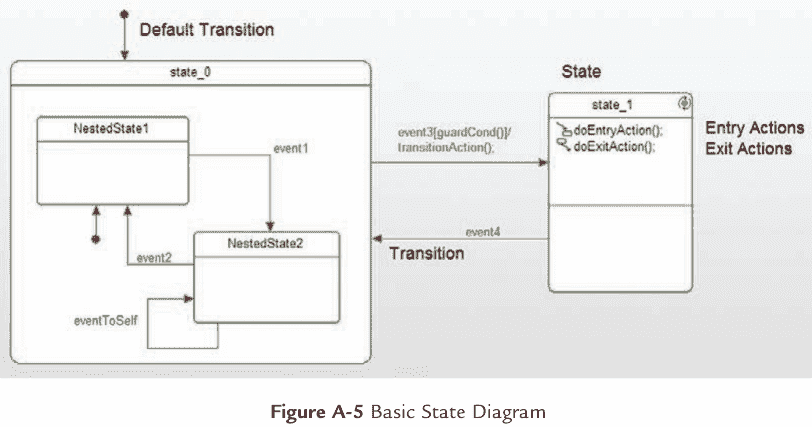 Default Transition
state_0
State
NestedState1
state_1
event3[guardCond()]/
transitionAction();
doEntryAction();
doExitAction();
Entry Actions
Exit Actions
event1
NestedState2
event4
Transition
event2
eventToSelf
Figure A-5 Basic State Diagram